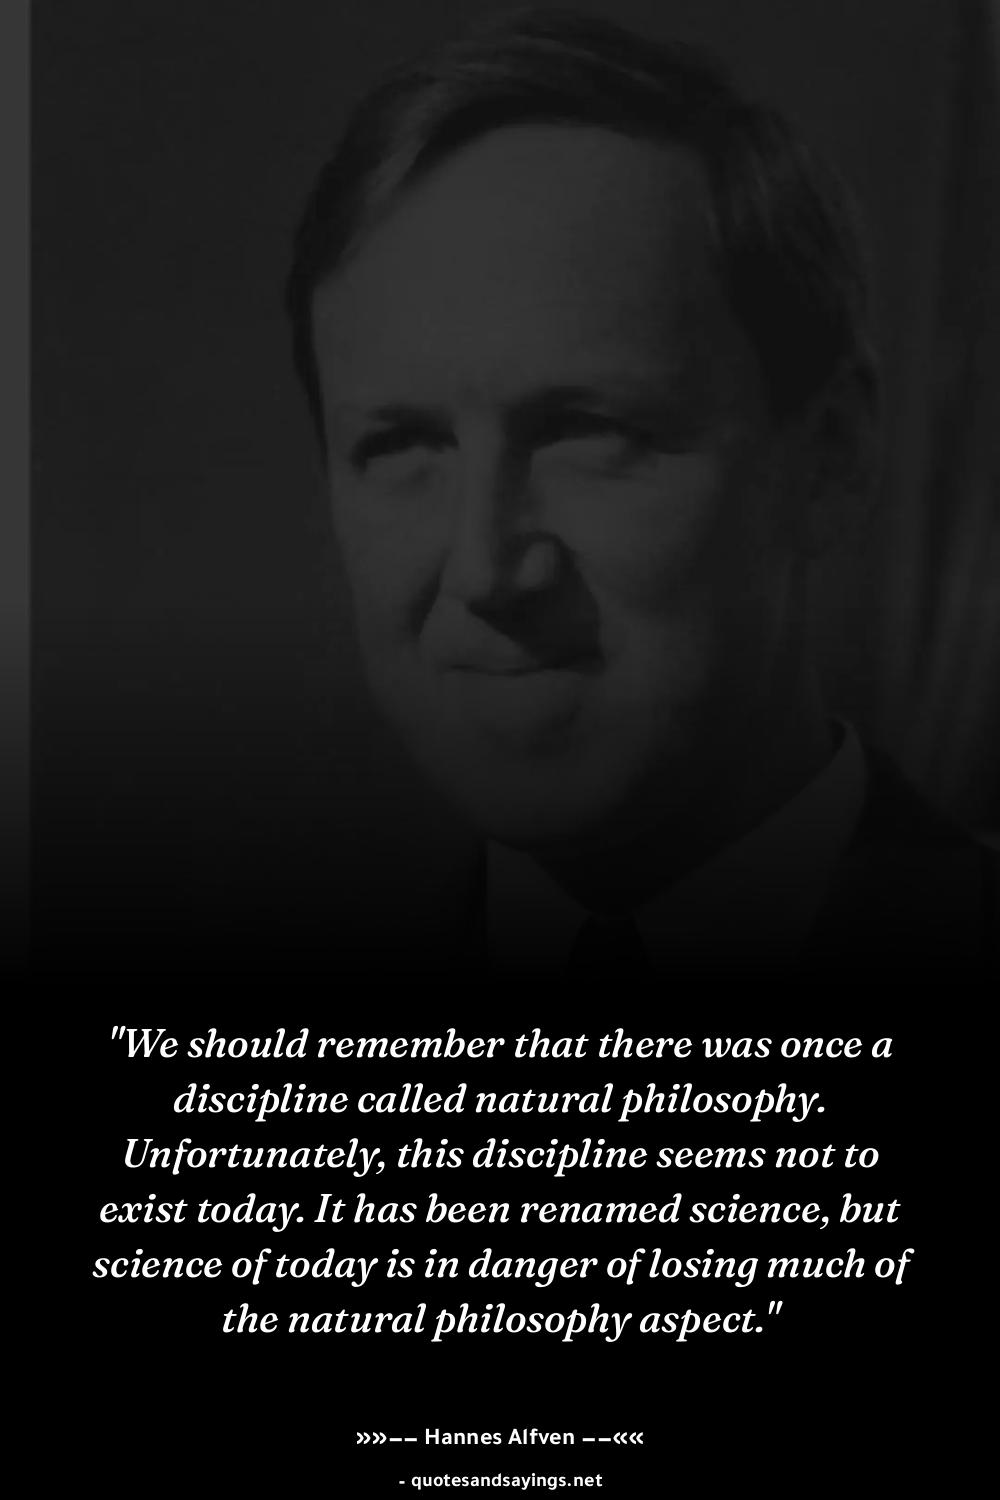 "We should remember that there was once a
discipline called natural philosophy.
Unfortunately, this discipline seems not to
exist today. It has been renamed science, but
science of today is in danger of losing much of
the natural philosophy aspect."
»»–– Hannes Alfven ––««
- quotesandsayings.net